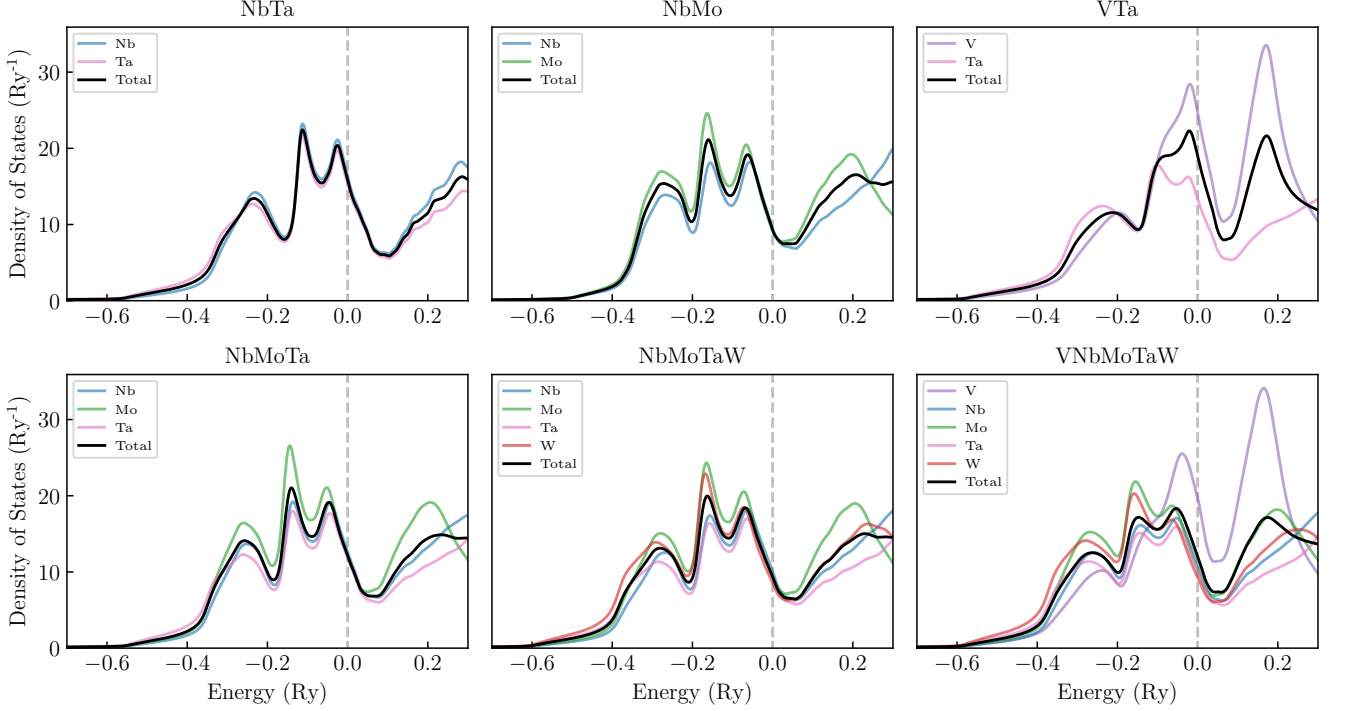 NbTa
NbMo
VTa
Density of States (Ry⁻¹)
30
20
10
0
Nb
Ta
Total
Nb
Mo
Total
V
Ta
Total
−0.6 −0.4 −0.2 0.0 0.2
−0.6 −0.4 −0.2 0.0 0.2
−0.6 −0.4 −0.2 0.0 0.2
NbMoTa
NbMoTaW
VNbMoTaW
Density of States (Ry⁻¹)
30
20
10
0
Nb
Mo
Ta
Total
Nb
Mo
Ta
W
Total
V
Nb
Mo
Ta
W
Total
−0.6 −0.4 −0.2 0.0 0.2
−0.6 −0.4 −0.2 0.0 0.2
−0.6 −0.4 −0.2 0.0 0.2
Energy (Ry)
Energy (Ry)
Energy (Ry)